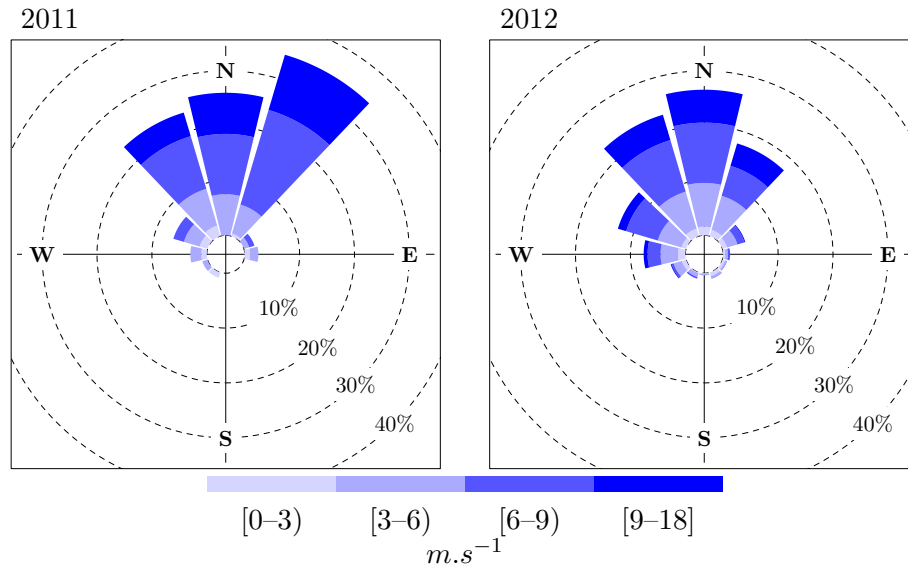 2011 2012
N N
W E W E
10% 10%
20% 20%
30% 30%
40% 40%
S S
[0–3) [3–6) [6–9) [9–18]
m.s⁻¹